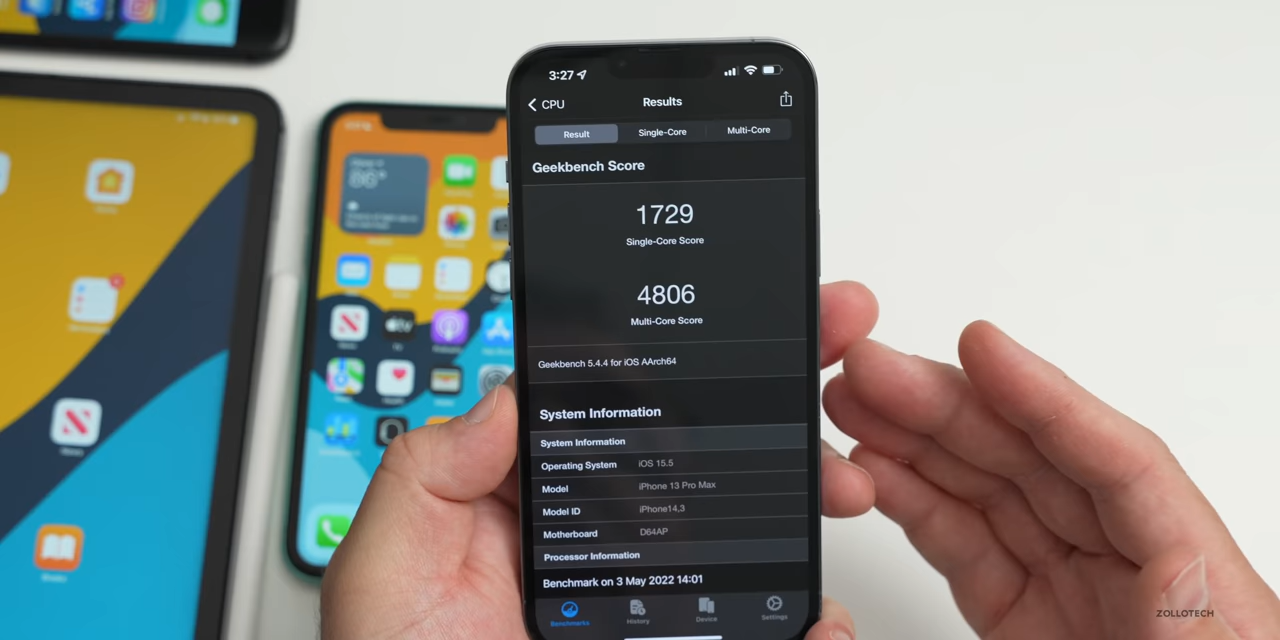 3:27
CPU
Results
Result Single-Core Multi-Core
Geekbench Score
1729
Single-Core Score
4806
Multi-Core Score
Geekbench 5.4.4 for iOS AArch64
System Information
System Information
Operating System iOS 15.5
Model iPhone 13 Pro Max
Model ID iPhone14,3
Motherboard D64AP
Processor Information
Benchmark on 3 May 2022 14:01
Benchmarks History Device Settings
ZOLLOTECH